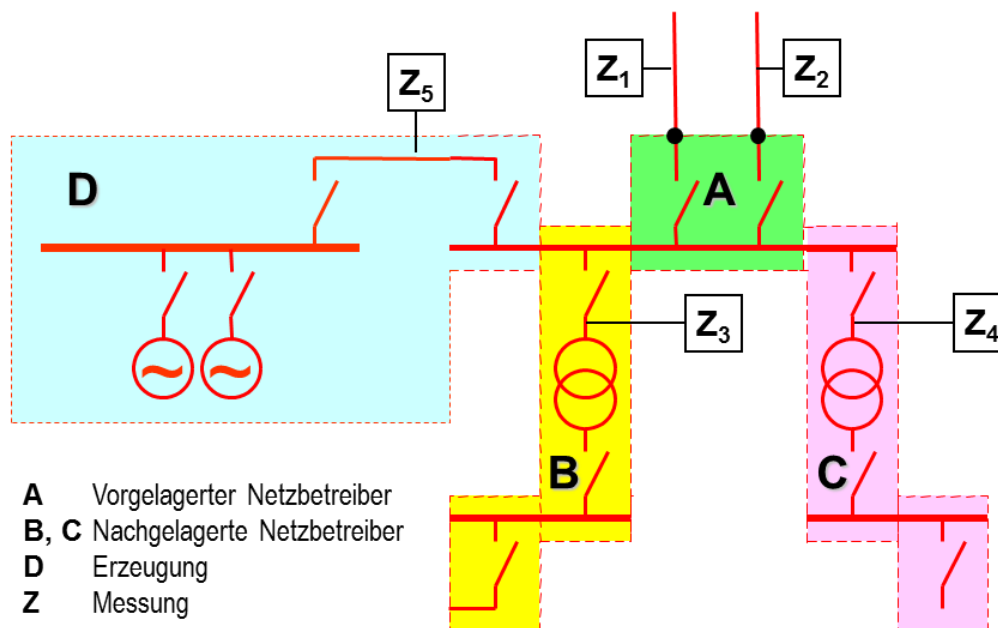 Z5
Z1
Z2
D
A
Z3
Z4
B
C
A Vorgelagerter Netzbetreiber
B, C Nachgelagerte Netzbetreiber
D Erzeugung
Z Messung